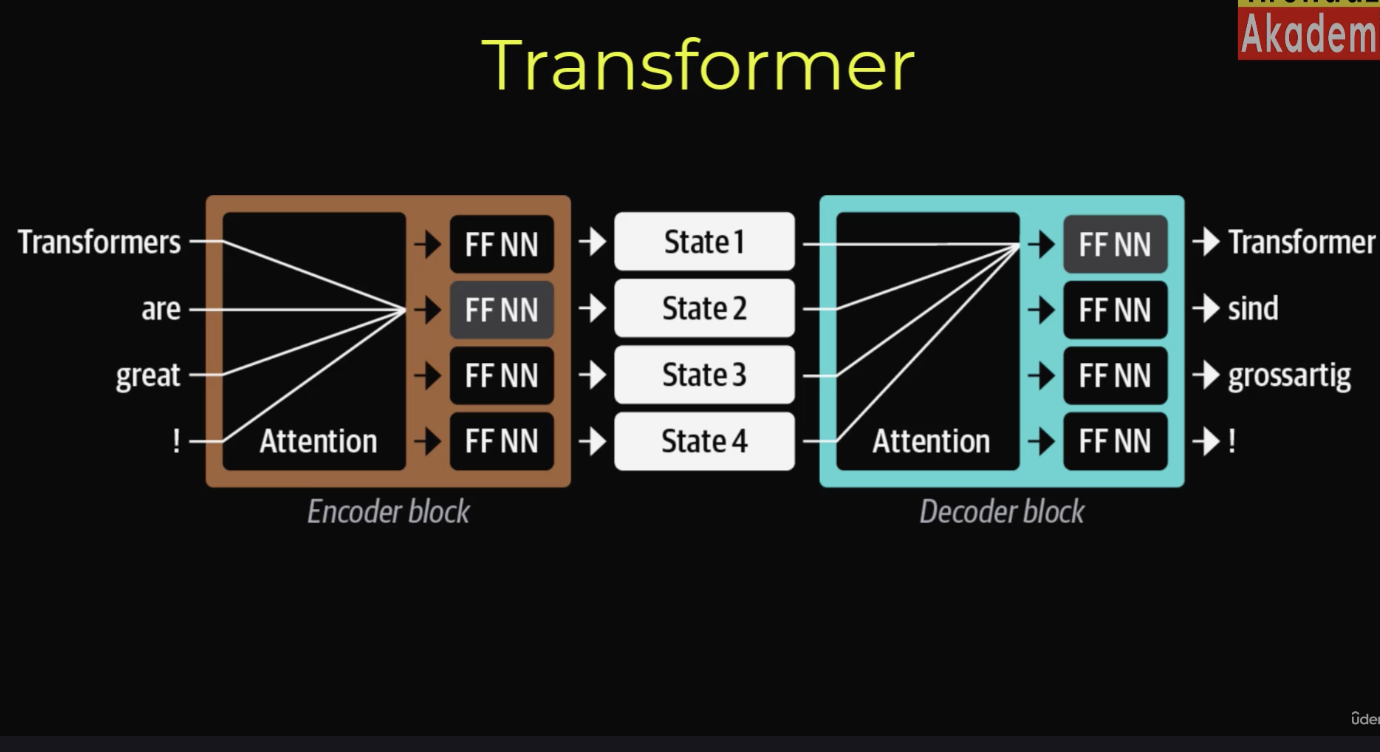 Akadem
Transformer
Transformers
are
great
!
Attention
FF NN
FF NN
FF NN
FF NN
Encoder block
State 1
State 2
State 3
State 4
Attention
FF NN
FF NN
FF NN
FF NN
Decoder block
Transformer
sind
grossartig
!
ûder